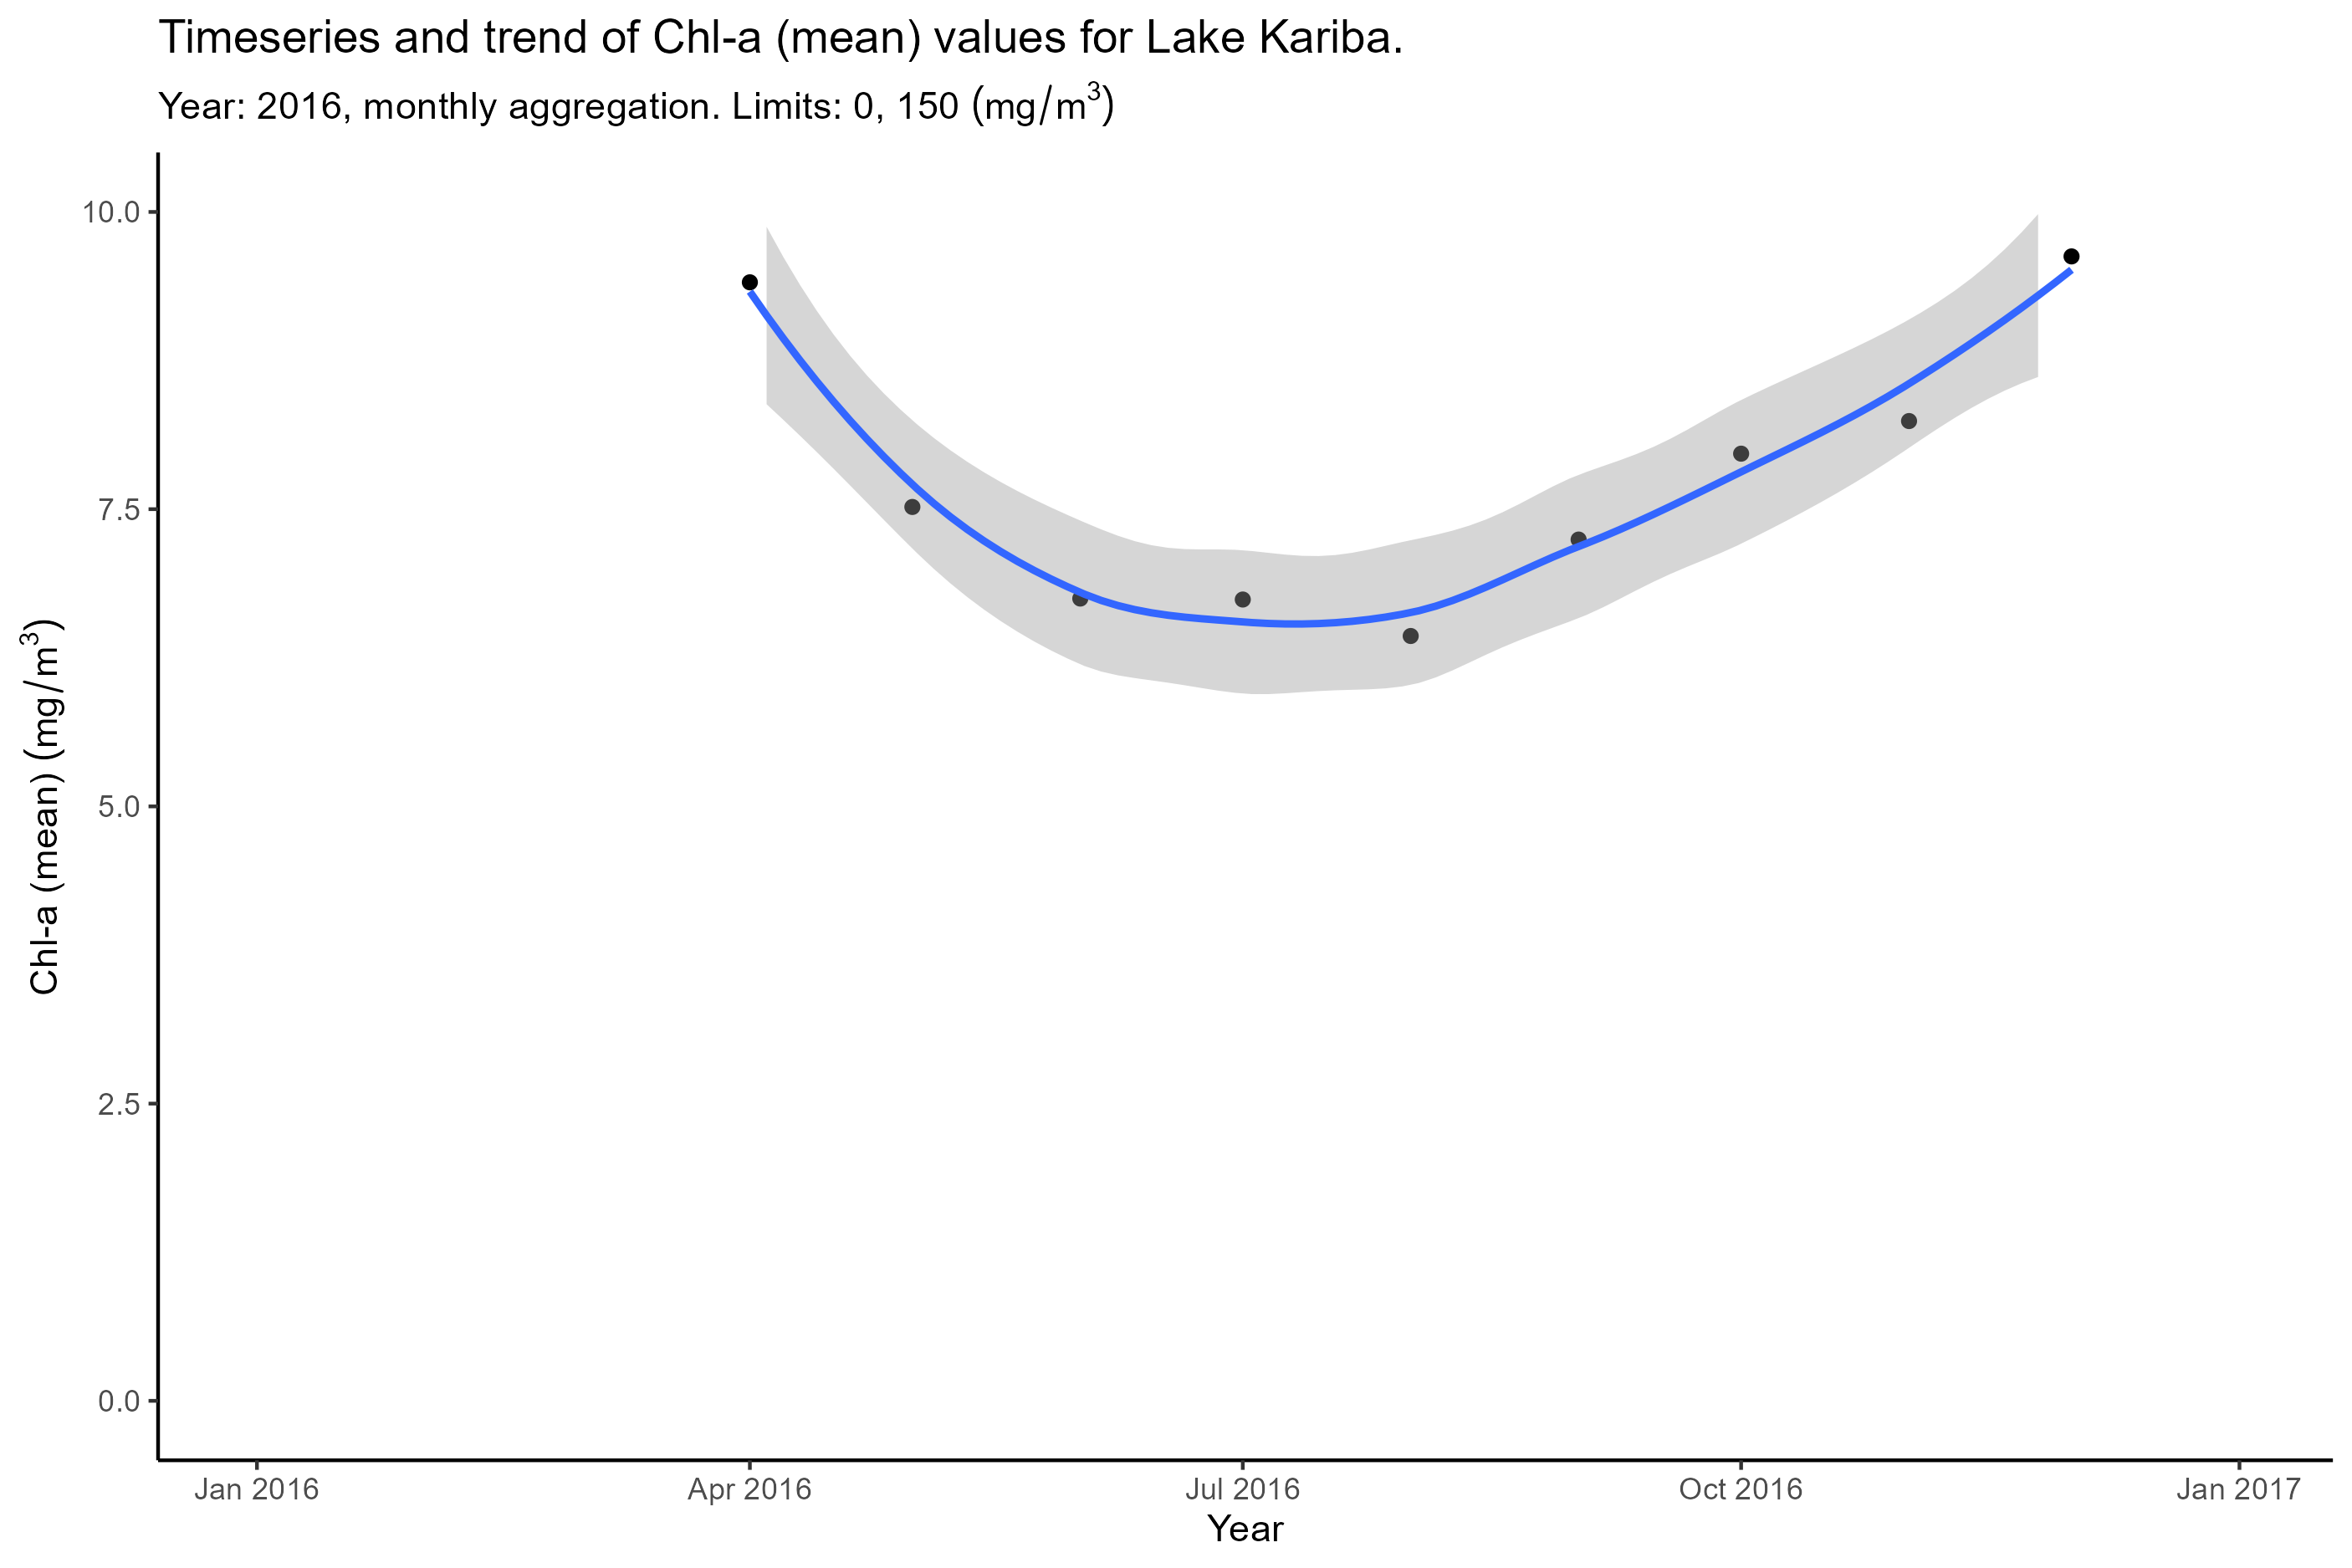 Timeseries and trend of Chl-a (mean) values for Lake Kariba.
Year: 2016, monthly aggregation. Limits: 0, 150 (mg/m³)
Chl-a (mean) (mg/m³)
10.0
7.5
5.0
2.5
0.0
Jan 2016 Apr 2016 Jul 2016 Oct 2016 Jan 2017
Year